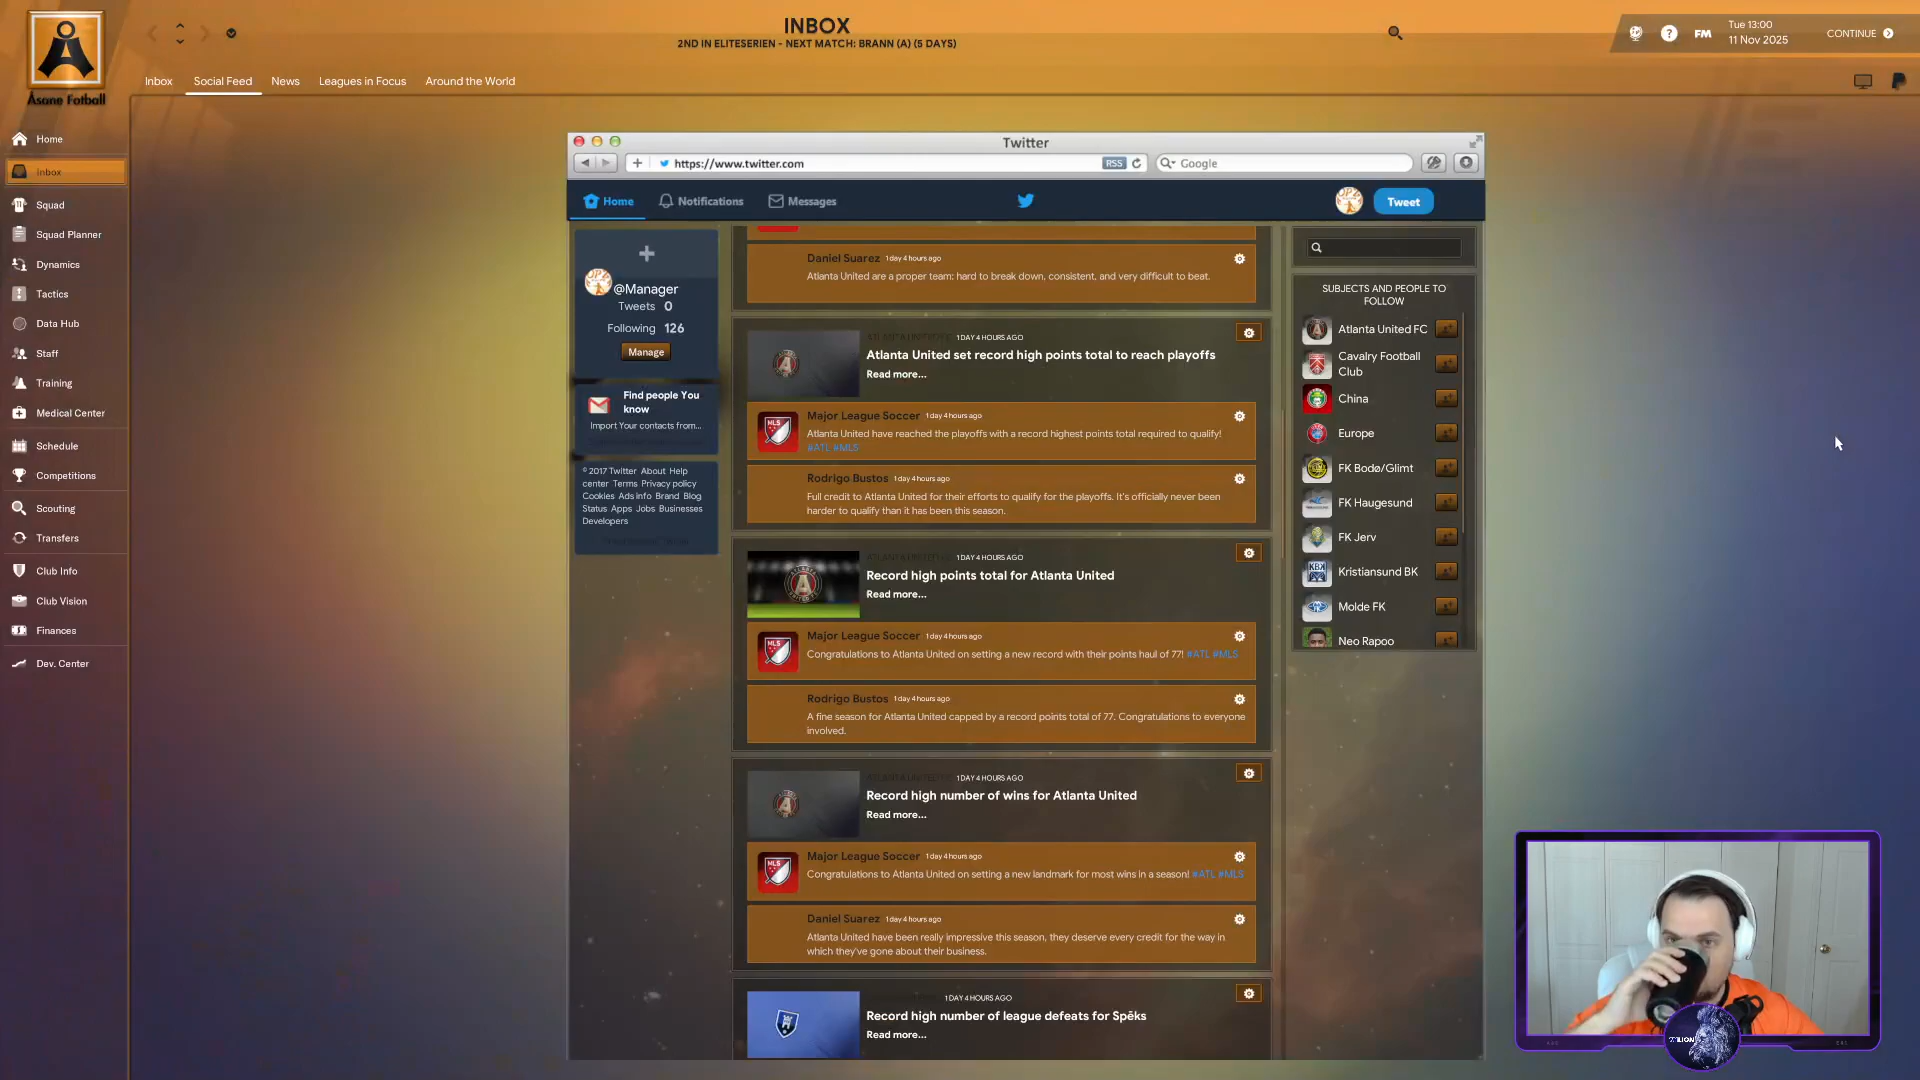 INBOX
2ND IN ELITESERIEN - NEXT MATCH: BRANN (A) (5 DAYS)
FM
Tue 13:00
11 Nov 2025
CONTINUE
Åsane Fotball
Inbox
Social Feed
News
Leagues in Focus
Around the World
Home
Inbox
Squad
Squad Planner
Dynamics
Tactics
Data Hub
Staff
Training
Medical Center
Schedule
Competitions
Scouting
Transfers
Club Info
Club Vision
Finances
Dev. Center
Twitter
https://www.twitter.com
RSS
Google
Home
Notifications
Messages
Tweet
@Manager
Tweets 0
Following 126
Manage
Find people You
know
Import Your contacts from...
© 2017 Twitter About Help
center Terms Privacy policy
Cookies Ads info Brand Blog
Status Apps Jobs Businesses
Developers
Daniel Suarez 1 day 4 hours ago
Atlanta United are a proper team: hard to break down, consistent, and very difficult to beat.
1 DAY 4 HOURS AGO
Atlanta United set record high points total to reach playoffs
Read more...
Major League Soccer 1 day 4 hours ago
Atlanta United have reached the playoffs with a record highest points total required to qualify!
#ATL #MLS
Rodrigo Bustos 1 day 4 hours ago
Full credit to Atlanta United for their efforts to qualify for the playoffs. It's officially never been
harder to qualify than it has been this season.
1 DAY 4 HOURS AGO
Record high points total for Atlanta United
Read more...
Major League Soccer 1 day 4 hours ago
Congratulations to Atlanta United on setting a new record with their points haul of 77! #ATL #MLS
Rodrigo Bustos 1 day 4 hours ago
A fine season for Atlanta United capped by a record points total of 77. Congratulations to everyone
involved.
1 DAY 4 HOURS AGO
Record high number of wins for Atlanta United
Read more...
Major League Soccer 1 day 4 hours ago
Congratulations to Atlanta United on setting a new landmark for most wins in a season! #ATL #MLS
Daniel Suarez 1 day 4 hours ago
Atlanta United have been really impressive this season, they deserve every credit for the way in
which they've gone about their business.
1 DAY 4 HOURS AGO
Record high number of league defeats for Spēks
Read more...
SUBJECTS AND PEOPLE TO
FOLLOW
Atlanta United FC
Cavalry Football
Club
China
Europe
FK Bodø/Glimt
FK Haugesund
FK Jerv
Kristiansund BK
Molde FK
Neo Rapoo